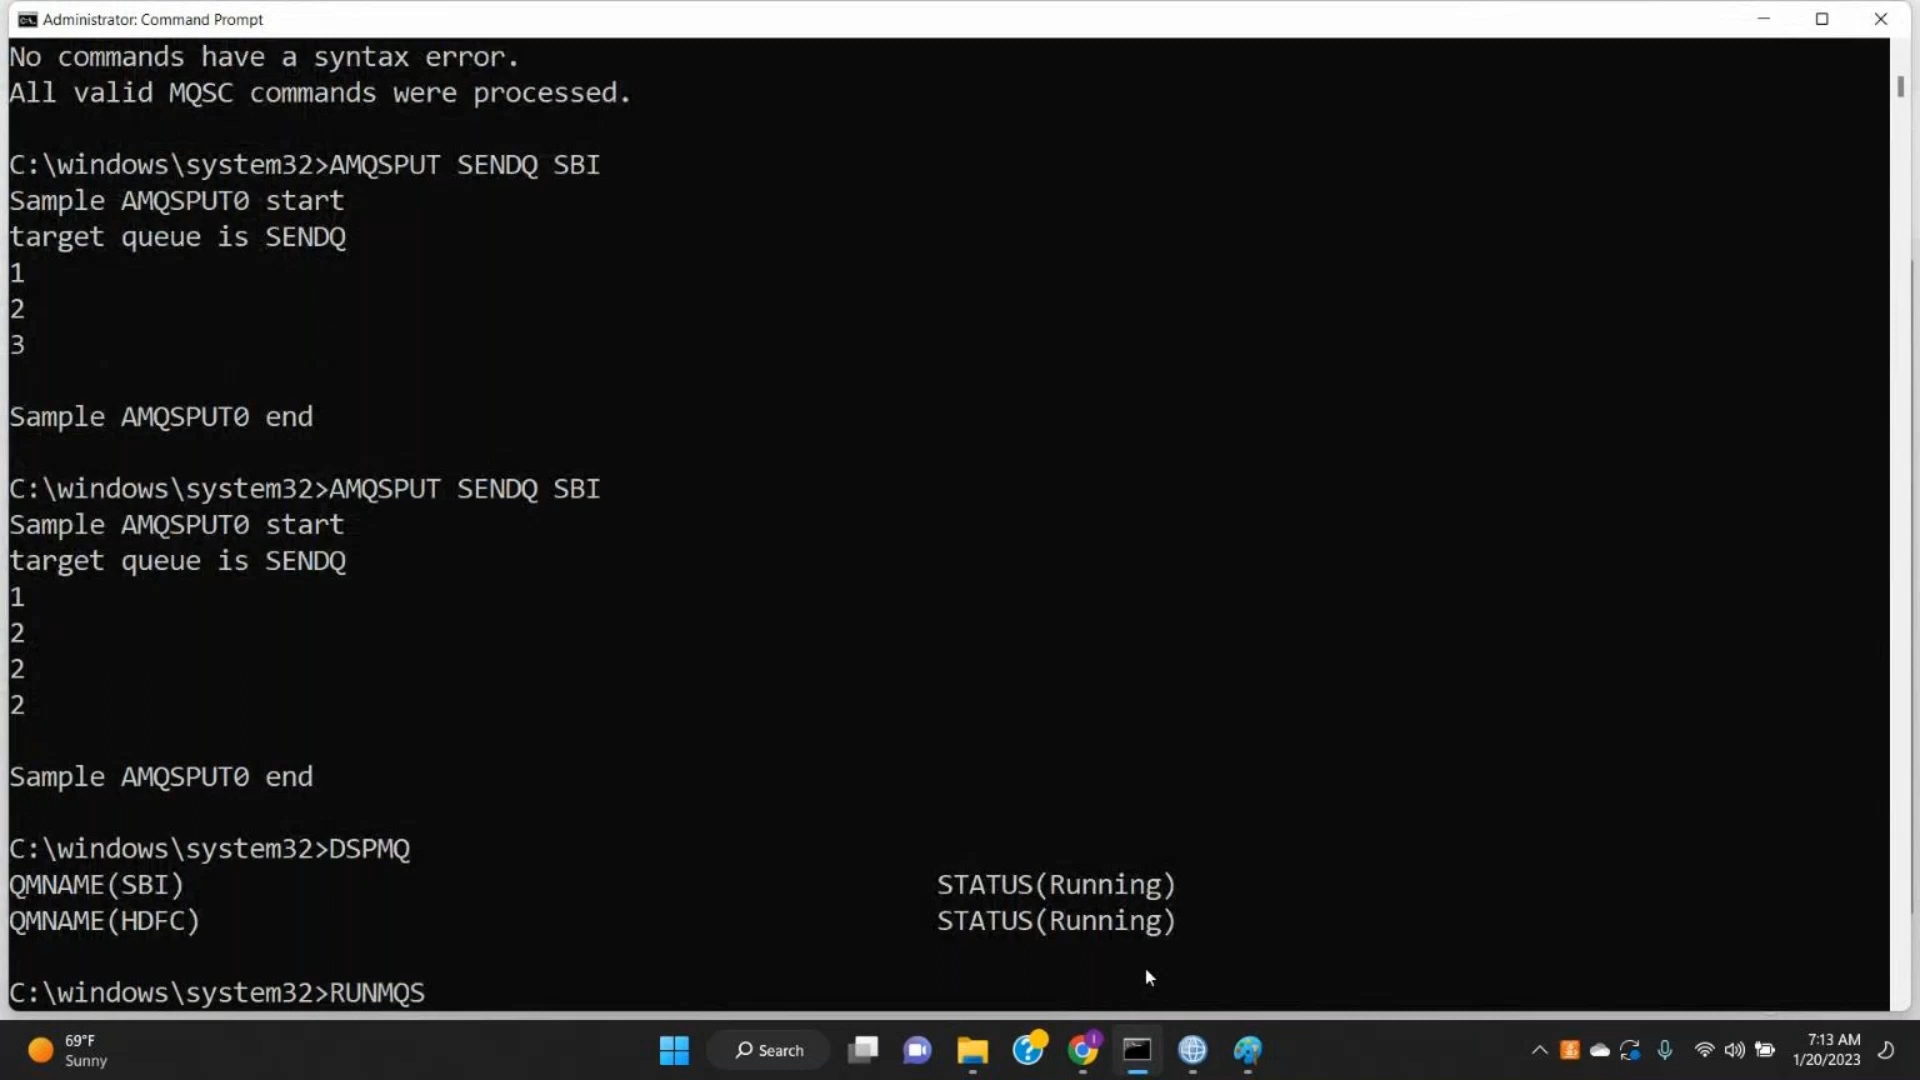 Administrator: Command Prompt
No commands have a syntax error.
All valid MQSC commands were processed.
C:\windows\system32>AMQSPUT SENDQ SBI
Sample AMQSPUT0 start
target queue is SENDQ
1
2
3
Sample AMQSPUT0 end
C:\windows\system32>AMQSPUT SENDQ SBI
Sample AMQSPUT0 start
target queue is SENDQ
1
2
2
2
Sample AMQSPUT0 end
C:\windows\system32>DSPMQ
QMNAME(SBI) STATUS(Running)
QMNAME(HDFC) STATUS(Running)
C:\windows\system32>RUNMQS
69°F
Sunny
Search
7:13 AM
1/20/2023